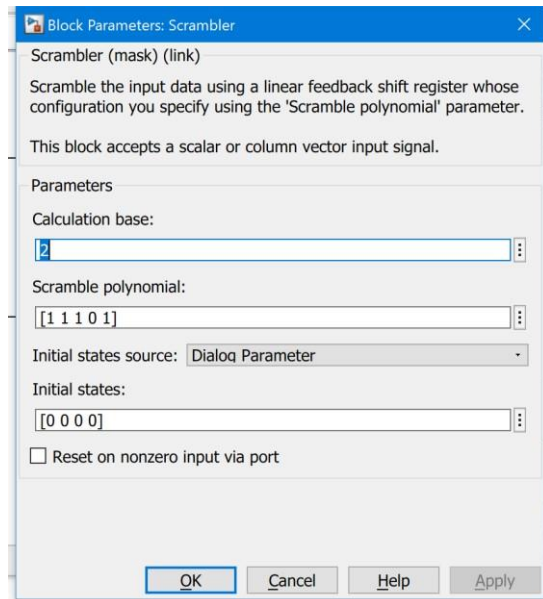 Block Parameters: Scrambler
Scrambler (mask) (link)
Scramble the input data using a linear feedback shift register whose
configuration you specify using the 'Scramble polynomial' parameter.
This block accepts a scalar or column vector input signal.
Parameters
Calculation base:
2
Scramble polynomial:
[1 1 1 0 1]
Initial states source: Dialog Parameter
Initial states:
[0 0 0 0]
Reset on nonzero input via port
OK Cancel Help Apply